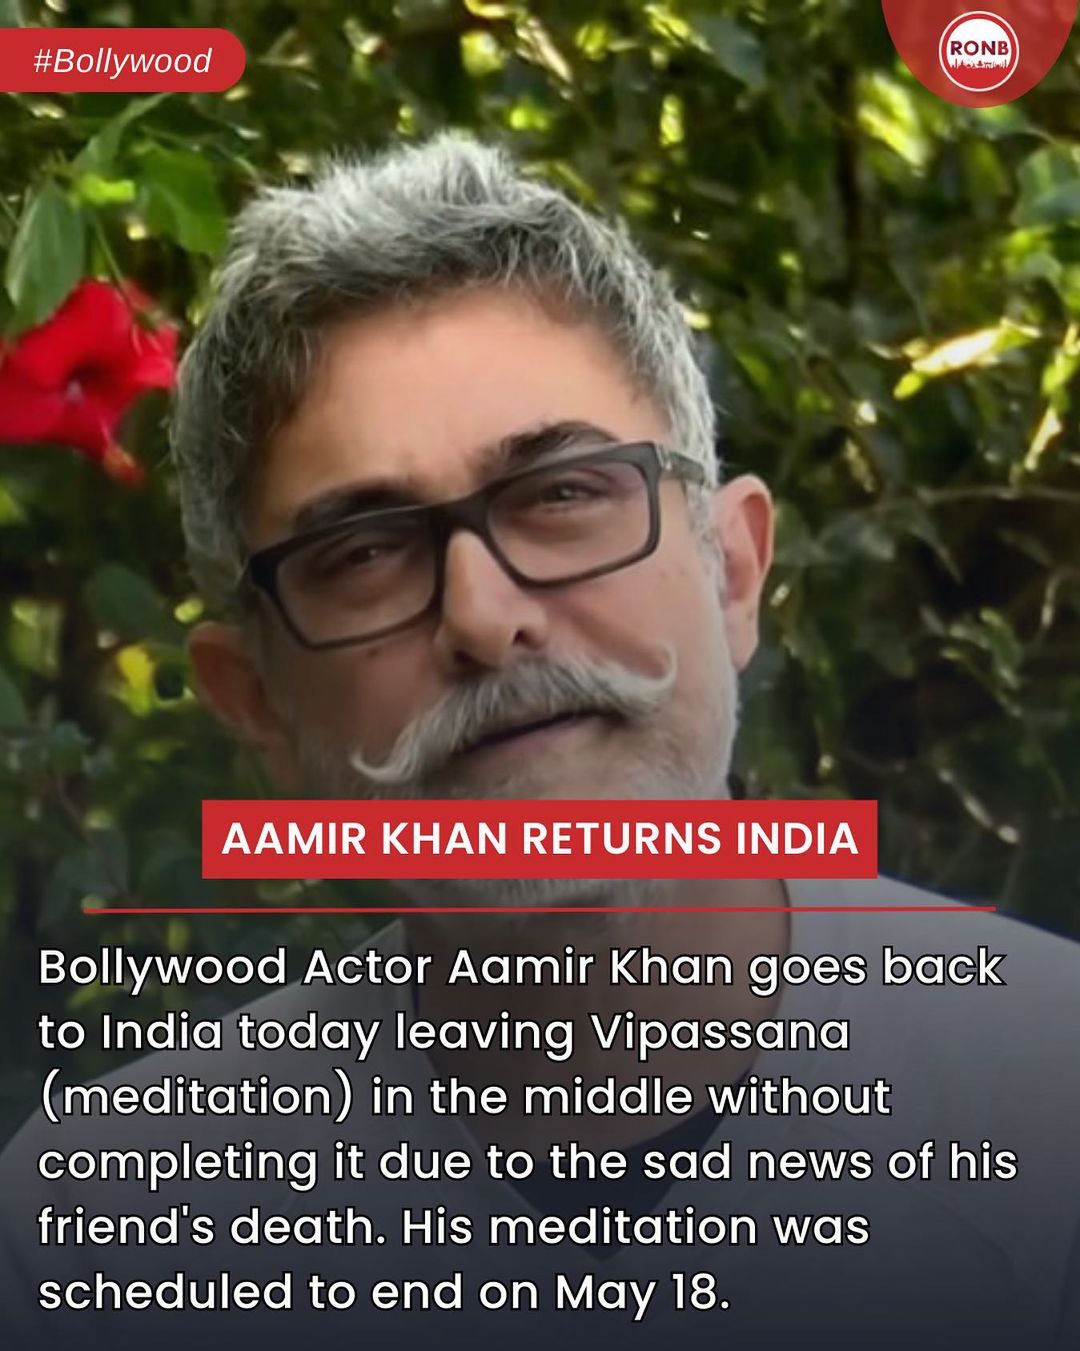 #Bollywood
RONB
AAMIR KHAN RETURNS INDIA
Bollywood Actor Aamir Khan goes back
to India today leaving Vipassana
(meditation) in the middle without
completing it due to the sad news of his
friend's death. His meditation was
scheduled to end on May 18.